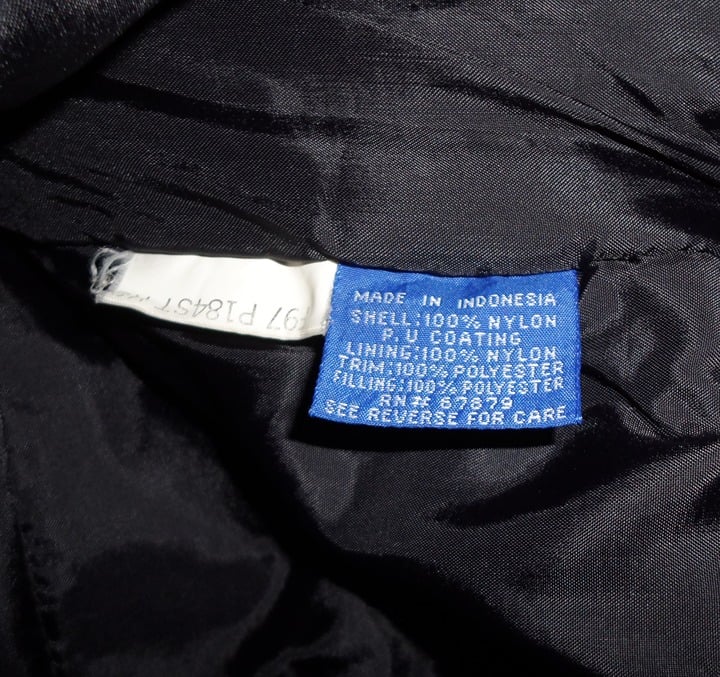 F97 P184ST
MADE IN INDONESIA
SHELL:100% NYLON
P.U COATING
LINING:100% NYLON
TRIM:100% POLYESTER
FILLING:100% POLYESTER
RN# 67879
SEE REVERSE FOR CARE